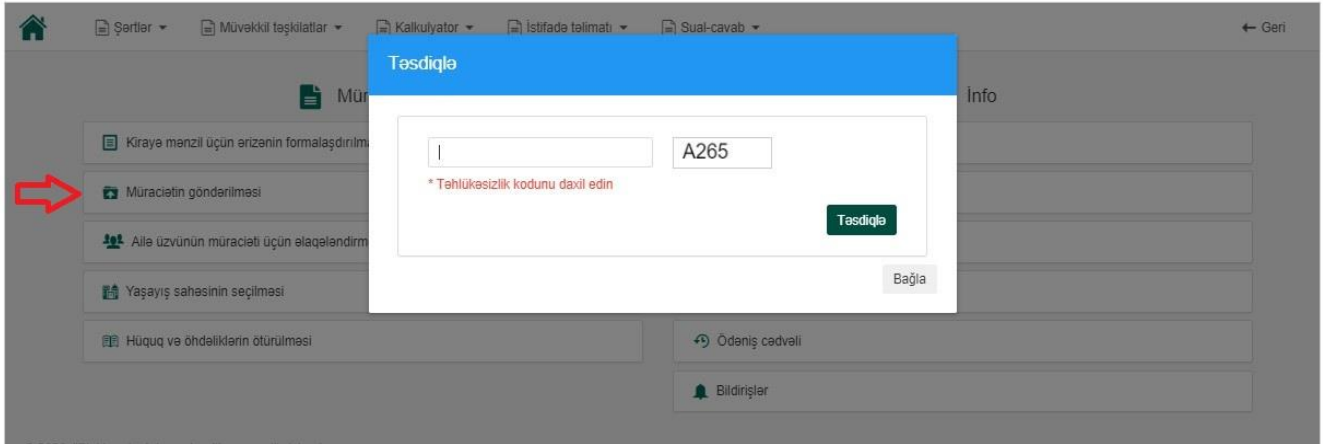 Şərtlər Müvəkkil təşkilatlar Kalkulyator İstifadə təlimatı Sual-cavab Geri
Təsdiqlə
Mür
İnfo
Kirayə mənzil üçün ərizənin formalaşdırılm
A265
* Təhlükəsizlik kodunu daxil edin
Müraciətin göndərilməsi
Təsdiqlə
Ailə üzvünün müraciəti üçün əlaqələndirm
Bağla
Yaşayış sahəsinin seçilməsi
Hüquq və öhdəliklərin ötürülməsi
Ödəniş cədvəli
Bildirişlər